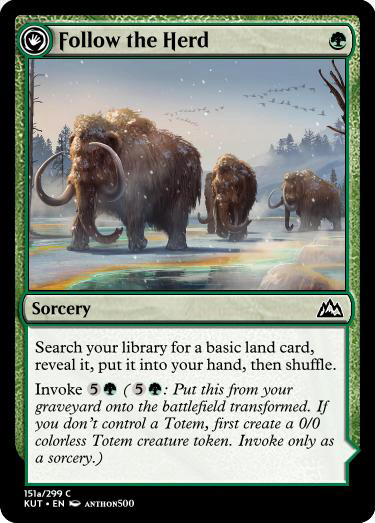 Follow the Herd
Sorcery
Search your library for a basic land card,
reveal it, put it into your hand, then shuffle.
Invoke 5 ( 5 : Put this from your
graveyard onto the battlefield transformed. If
you don't control a Totem, first create a 0/0
colorless Totem creature token. Invoke only as
a sorcery.)
151a/299 C
KUT • EN ANTHON500